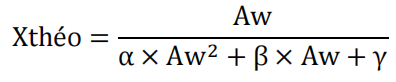 Xthéo = Aw / (α × Aw² + β × Aw + γ)